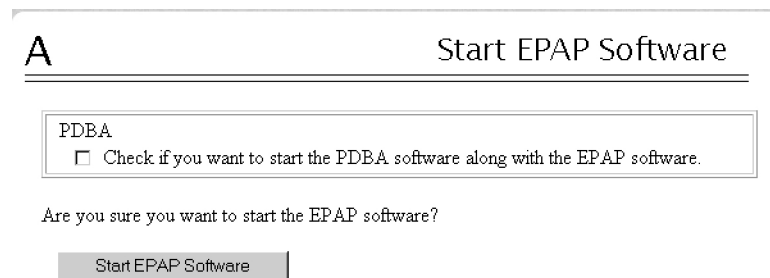 A
Start EPAP Software
PDBA
Check if you want to start the PDBA software along with the EPAP software.
Are you sure you want to start the EPAP software?
Start EPAP Software